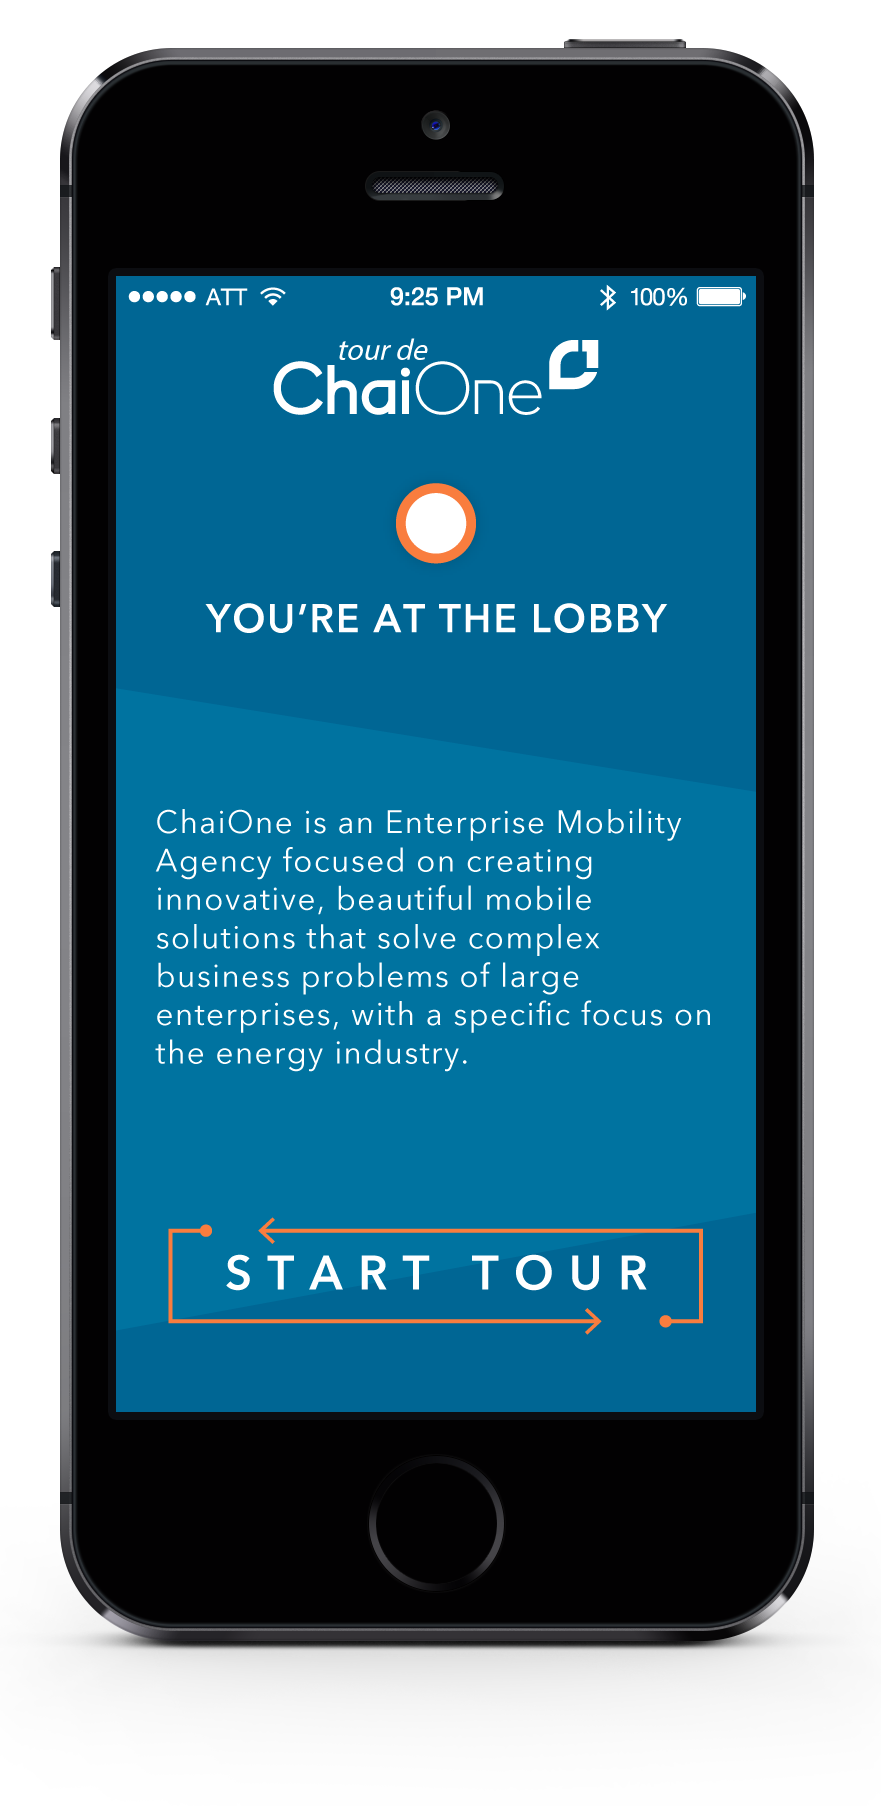 ATT 9:25 PM 100%
tour de
ChaiOne
YOU’RE AT THE LOBBY
ChaiOne is an Enterprise Mobility
Agency focused on creating
innovative, beautiful mobile
solutions that solve complex
business problems of large
enterprises, with a specific focus on
the energy industry.
START TOUR